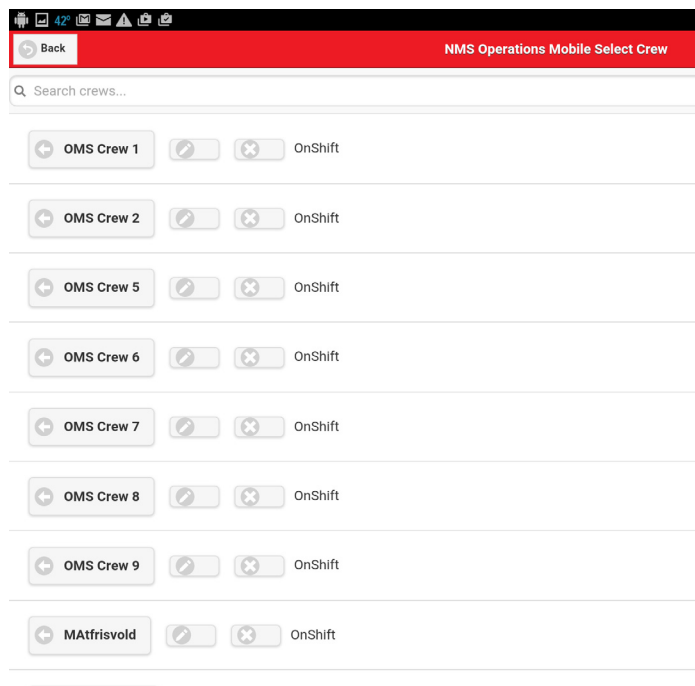 42°
Back
NMS Operations Mobile Select Crew
Search crews...
OMS Crew 1 OnShift
OMS Crew 2 OnShift
OMS Crew 5 OnShift
OMS Crew 6 OnShift
OMS Crew 7 OnShift
OMS Crew 8 OnShift
OMS Crew 9 OnShift
MAtfrisvold OnShift